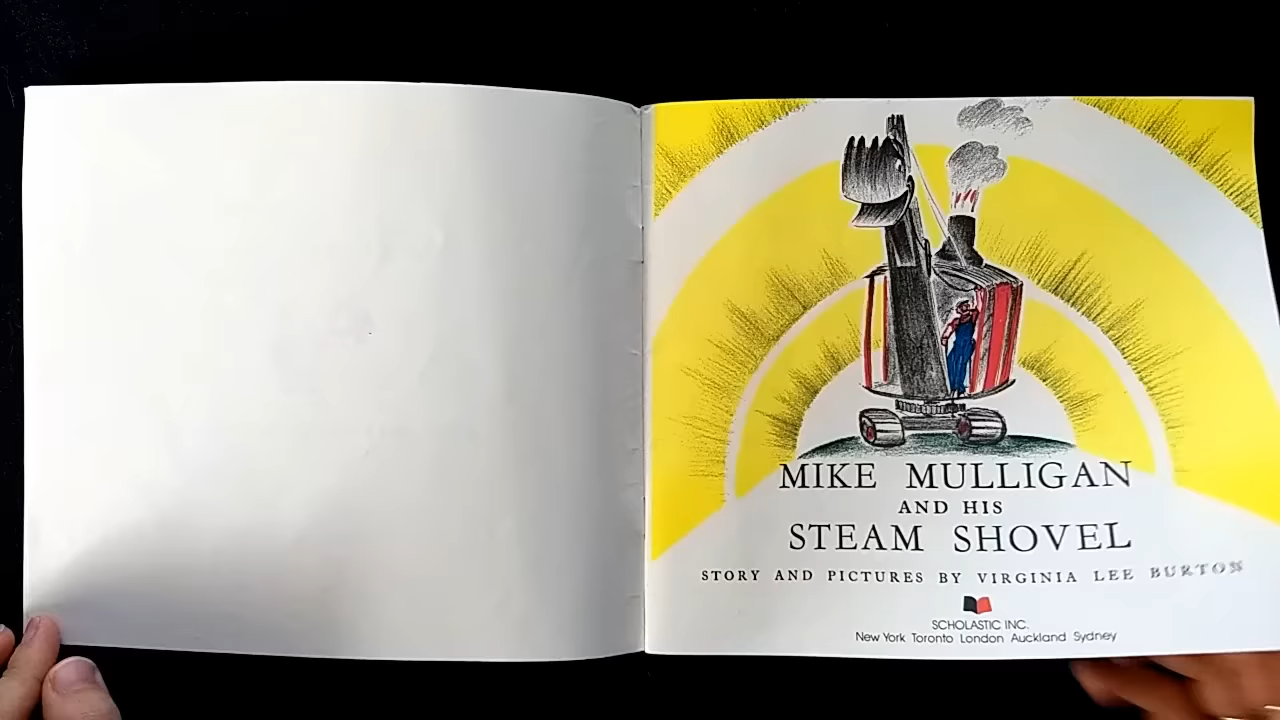 MIKE MULLIGAN
AND HIS
STEAM SHOVEL
STORY AND PICTURES BY VIRGINIA LEE BURTON
SCHOLASTIC INC.
New York Toronto London Auckland Sydney